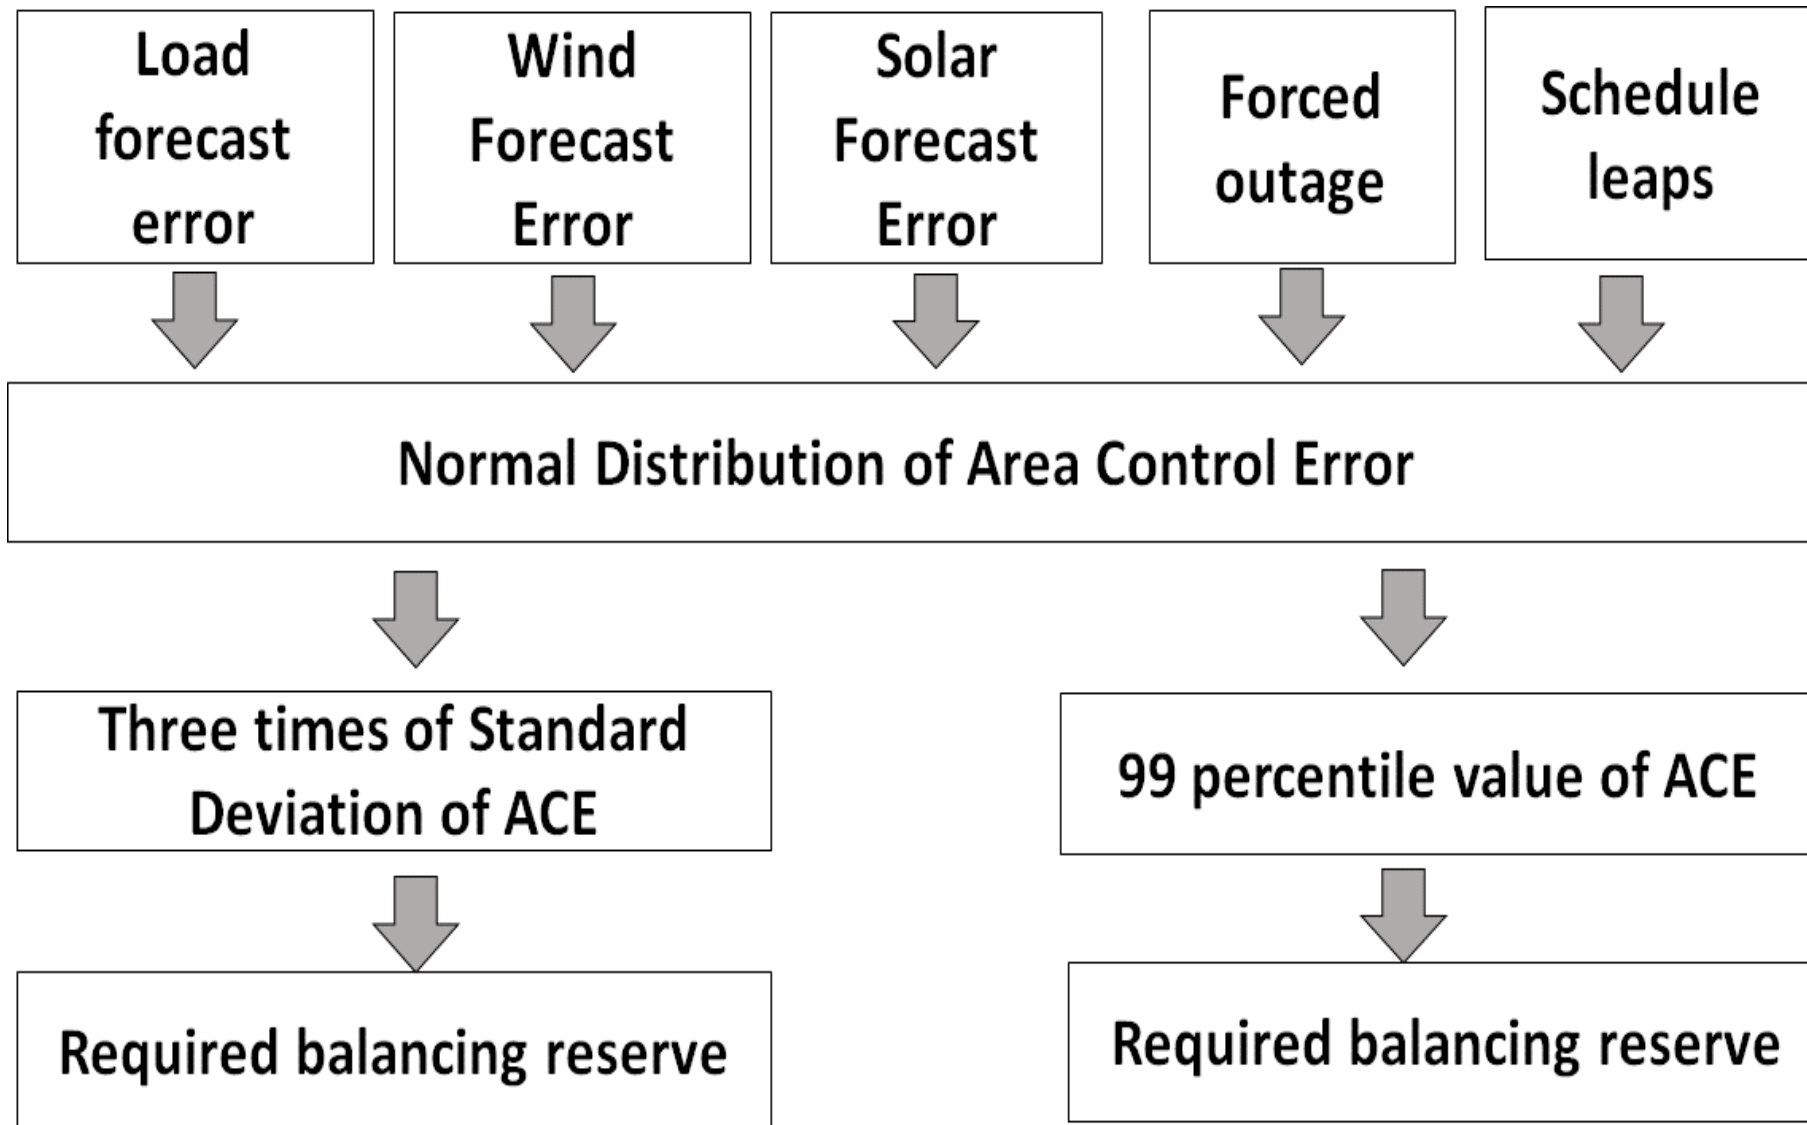 Load
forecast
error
Wind
Forecast
Error
Solar
Forecast
Error
Forced
outage
Schedule
leaps
Normal Distribution of Area Control Error
Three times of Standard
Deviation of ACE
99 percentile value of ACE
Required balancing reserve
Required balancing reserve